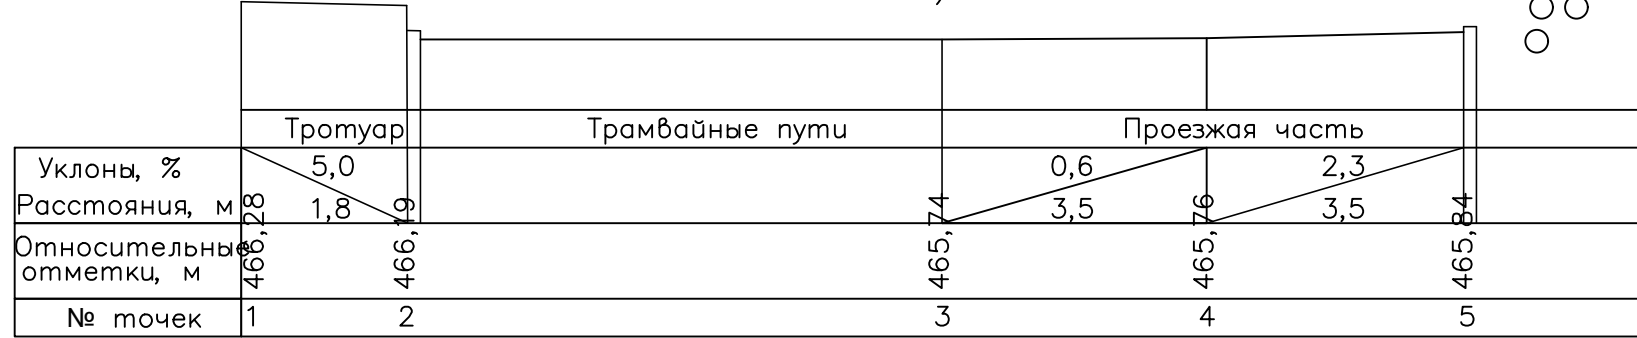 Тротуар Трамвайные пути Проезжая часть
Уклоны, % 5,0 0,6 2,3
Расстояния, м 1,8 3,5 3,5
Относительные отметки, м
466,28 466,19 465,74 465,76 465,84
№ точек 1 2 3 4 5